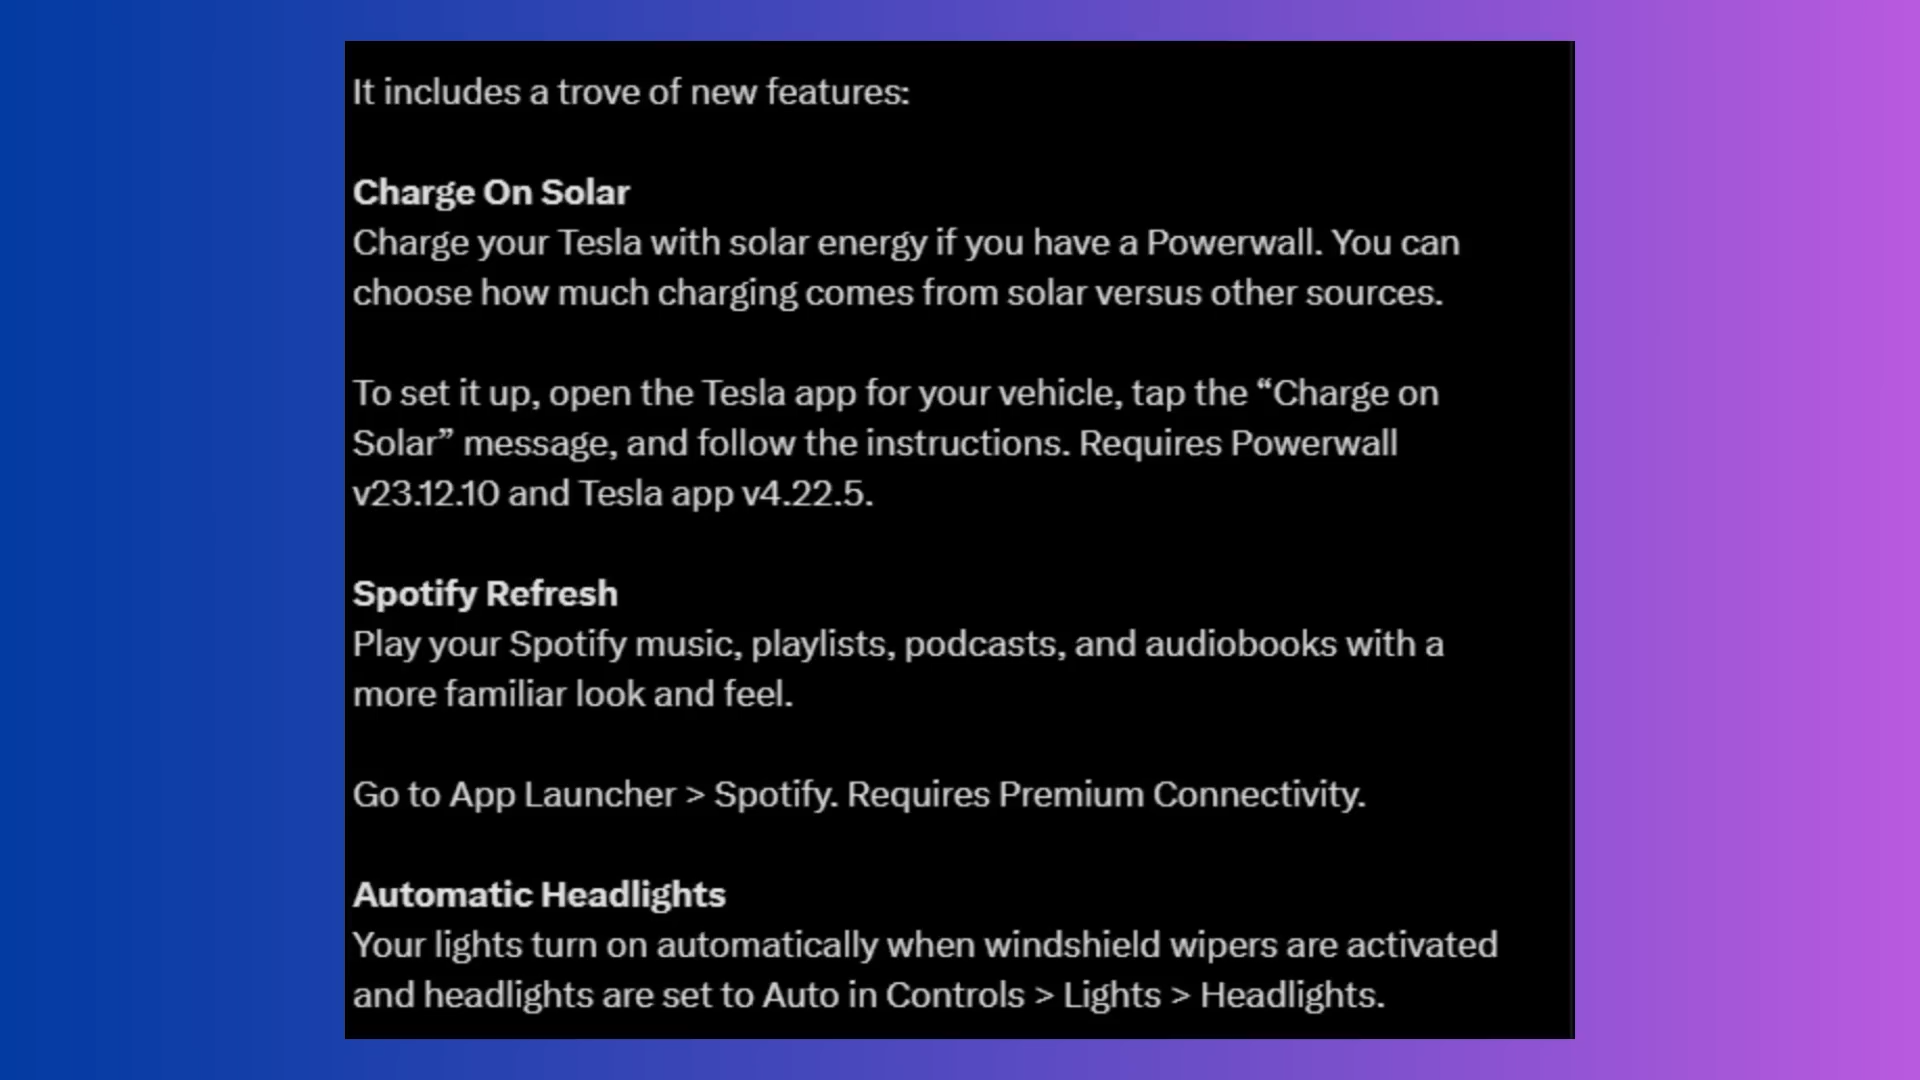 It includes a trove of new features:
Charge On Solar
Charge your Tesla with solar energy if you have a Powerwall. You can
choose how much charging comes from solar versus other sources.
To set it up, open the Tesla app for your vehicle, tap the “Charge on
Solar” message, and follow the instructions. Requires Powerwall
v23.12.10 and Tesla app v4.22.5.
Spotify Refresh
Play your Spotify music, playlists, podcasts, and audiobooks with a
more familiar look and feel.
Go to App Launcher > Spotify. Requires Premium Connectivity.
Automatic Headlights
Your lights turn on automatically when windshield wipers are activated
and headlights are set to Auto in Controls > Lights > Headlights.